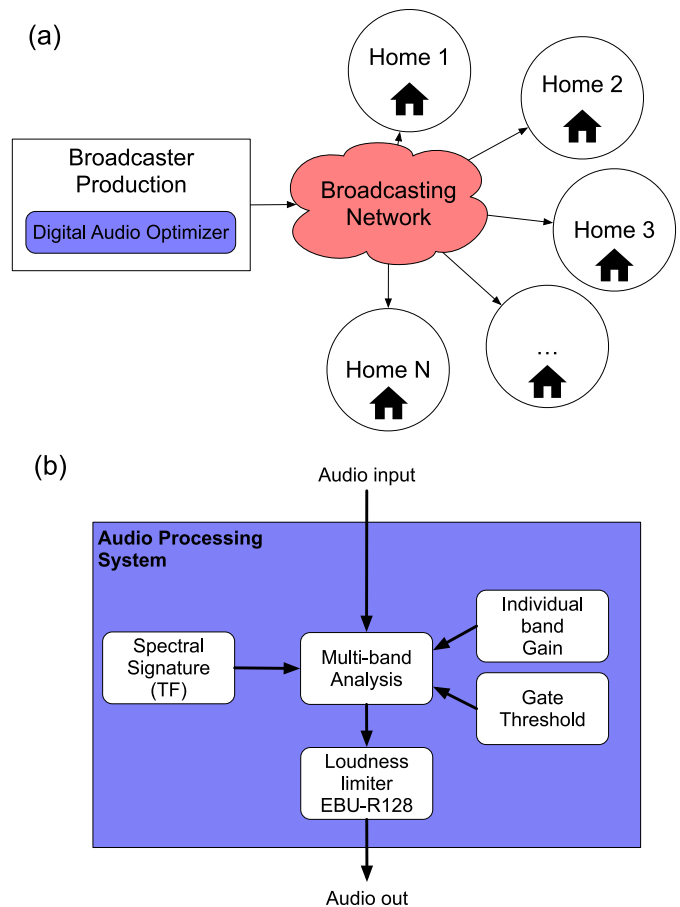 (a)
Home 1
Home 2
Broadcaster
Production
Digital Audio Optimizer
Broadcasting
Network
Home 3
...
Home N
(b)
Audio input
Audio Processing
System
Individual
band
Gain
Spectral
Signature
(TF)
Multi-band
Analysis
Gate
Threshold
Loudness
limiter
EBU-R128
Audio out